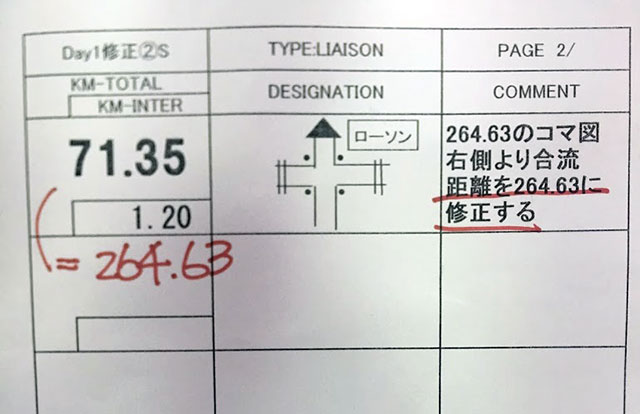 Day1修正②S
TYPE:LIAISON
PAGE 2/
KM-TOTAL
KM-INTER
DESIGNATION
COMMENT
71.35
1.20
ローソン
264.63のコマ図
右側より合流
距離を264.63に
修正する
= 264.63